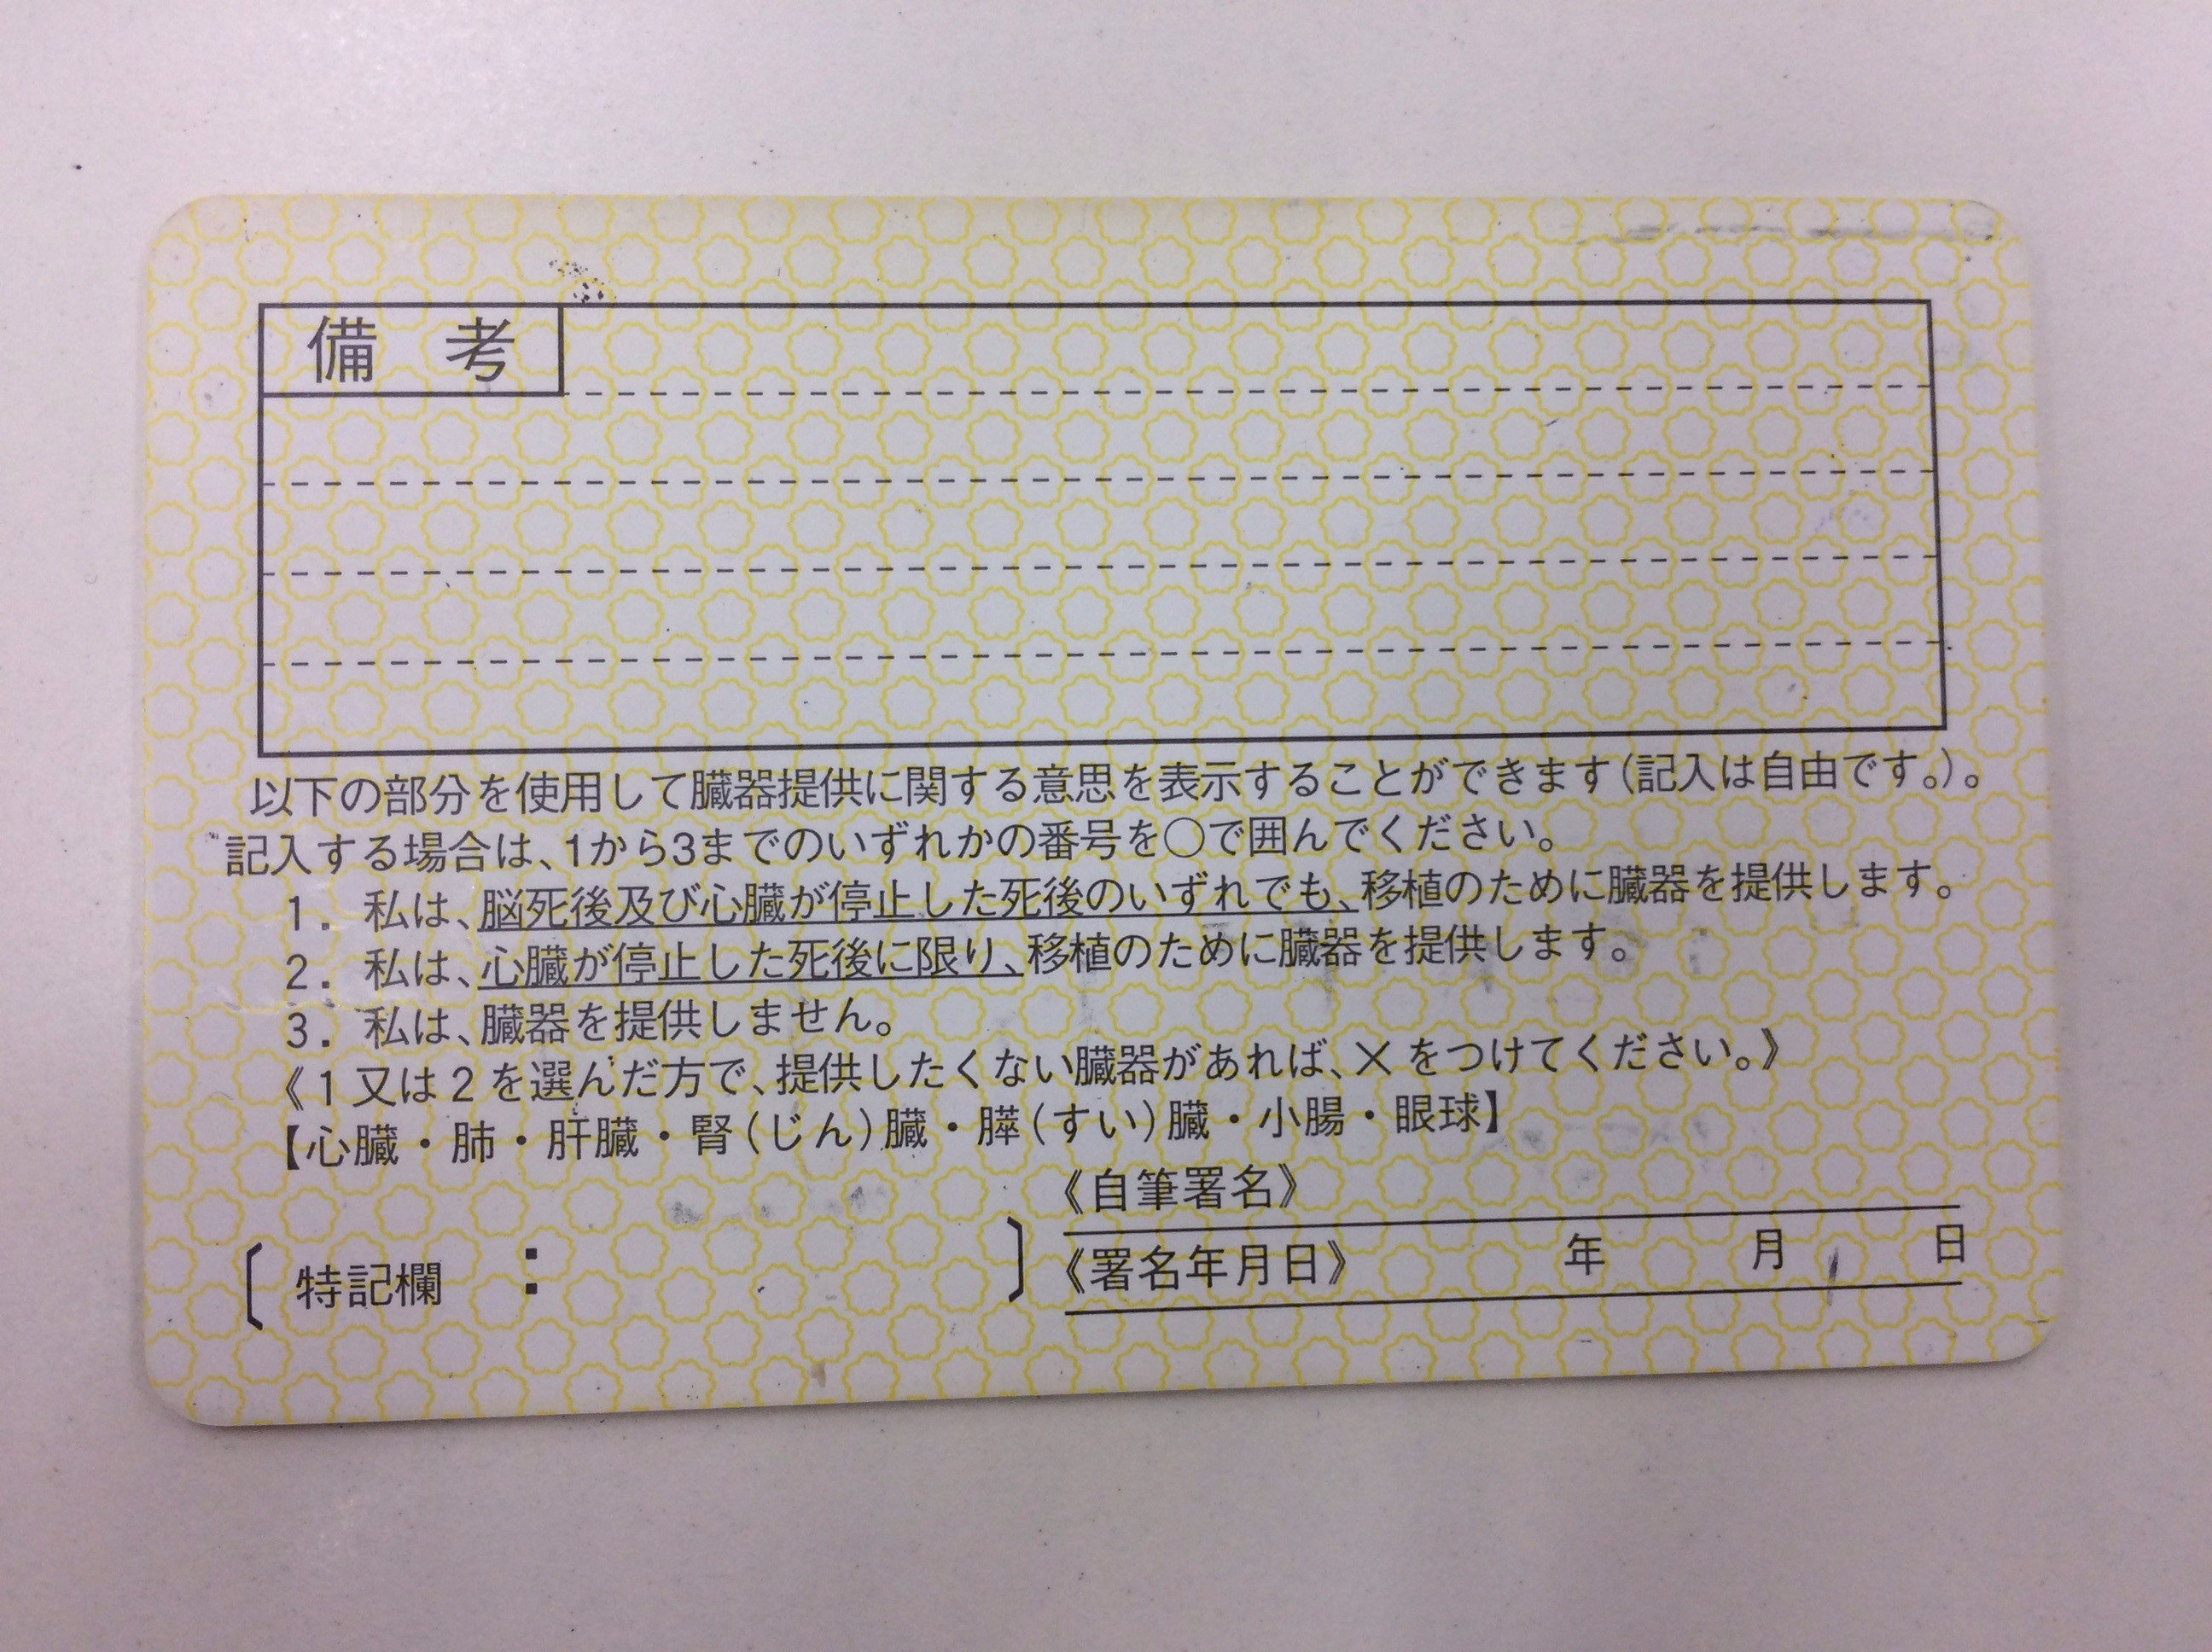 備考
以下の部分を使用して臓器提供に関する意思を表示することができます(記入は自由です。)。
記入する場合は、1から3までのいずれかの番号を○で囲んでください。
1. 私は、脳死後及び心臓が停止した死後のいずれでも、移植のために臓器を提供します。
2. 私は、心臓が停止した死後に限り、移植のために臓器を提供します。
3. 私は、臓器を提供しません。
《1又は2を選んだ方で、提供したくない臓器があれば、×をつけてください。》
【心臓・肺・肝臓・腎(じん)臓・膵(すい)臓・小腸・眼球】
《自筆署名》
〔特記欄 : 〕
《署名年月日》 年 月 日